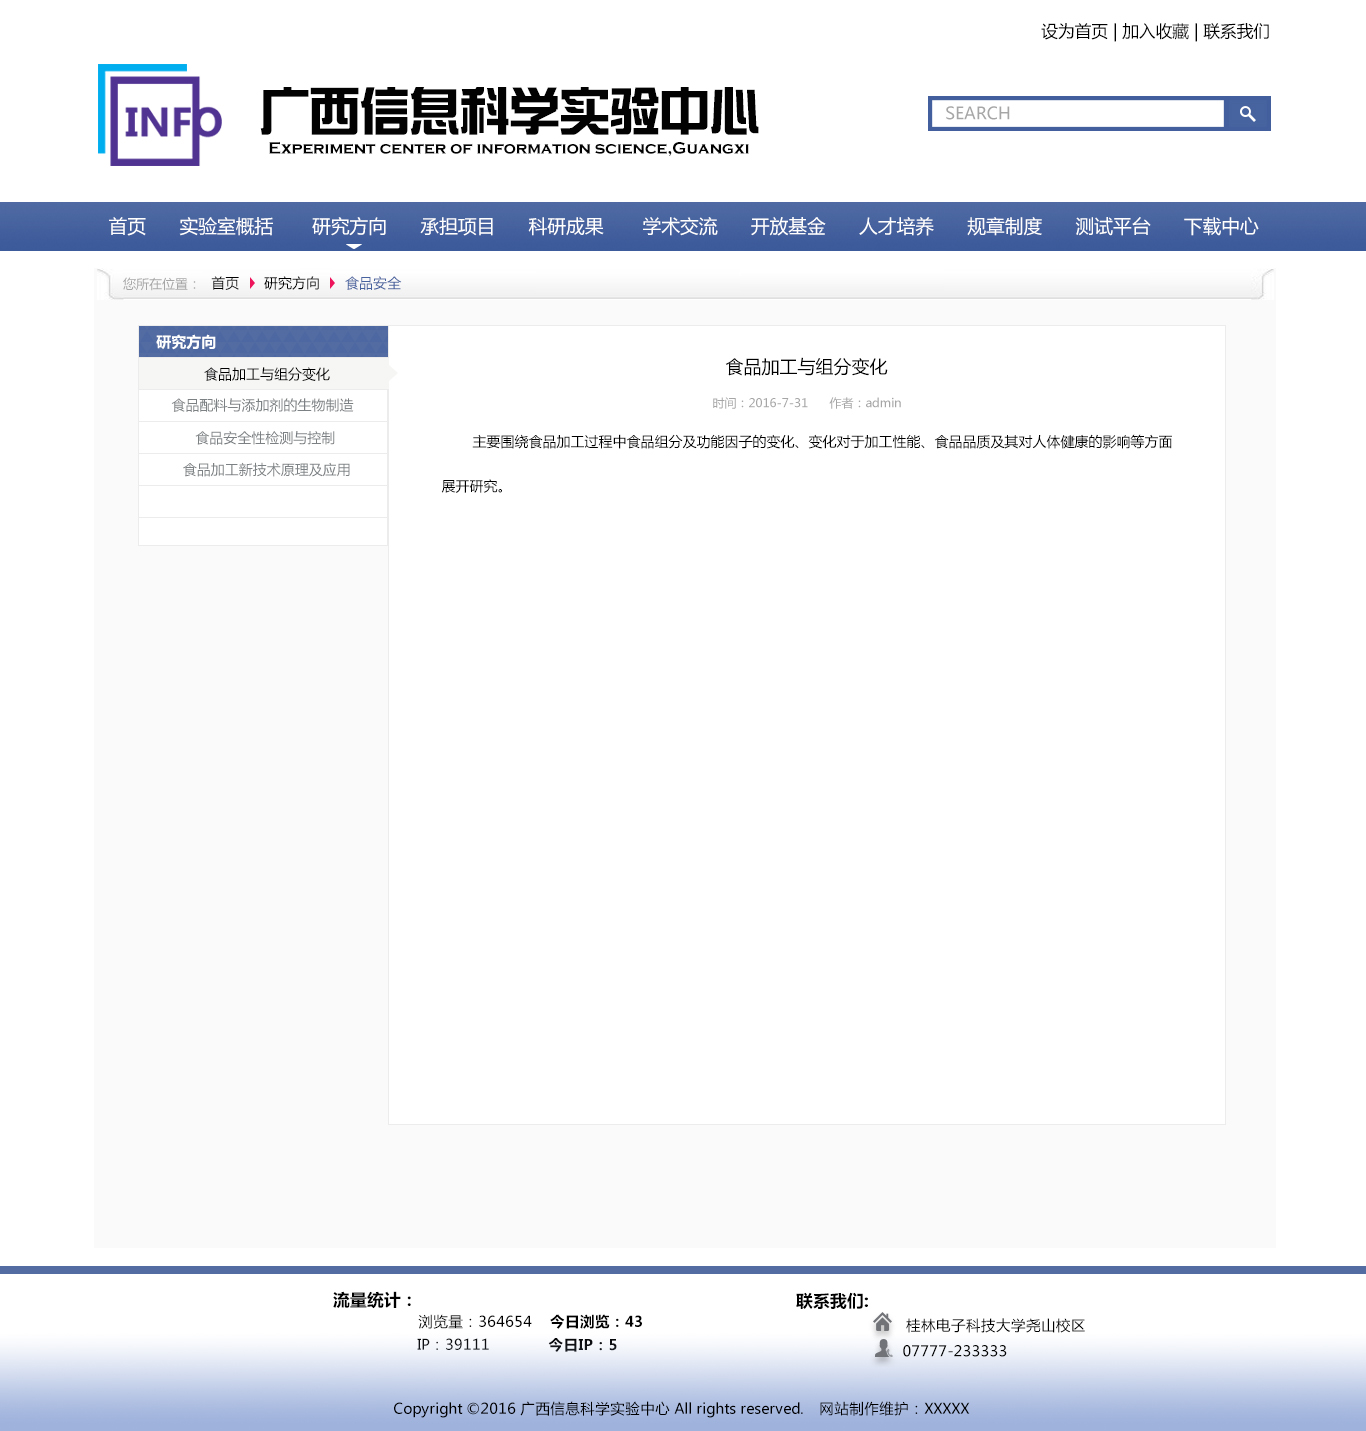 设为首页 | 加入收藏 | 联系我们
INFO
广西信息科学实验中心
EXPERIMENT CENTER OF INFORMATION SCIENCE,GUANGXI
SEARCH
首页 实验室概括 研究方向 承担项目 科研成果 学术交流 开放基金 人才培养 规章制度 测试平台 下载中心
您所在位置： 首页 研究方向 食品安全
研究方向
食品加工与组分变化
食品配料与添加剂的生物制造
食品安全性检测与控制
食品加工新技术原理及应用
食品加工与组分变化
时间：2016-7-31 作者：admin
主要围绕食品加工过程中食品组分及功能因子的变化、变化对于加工性能、食品品质及其对人体健康的影响等方面
展开研究。
流量统计：
浏览量：364654 今日浏览：43
IP：39111 今日IP：5
联系我们:
桂林电子科技大学尧山校区
07777-233333
Copyright ©2016 广西信息科学实验中心 All rights reserved. 网站制作维护：XXXXX